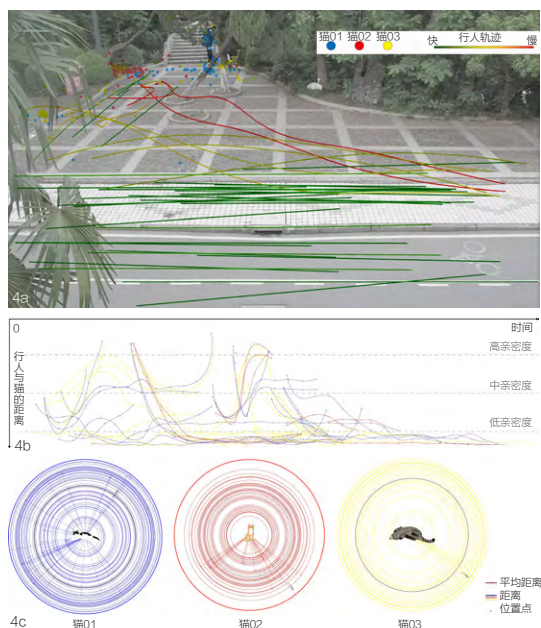 猫01 猫02 猫03
快 行人轨迹 慢
4a
0 时间
行人与猫的距离
高亲密度
中亲密度
低亲密度
4b
平均距离
距离
位置点
4c
猫01 猫02 猫03